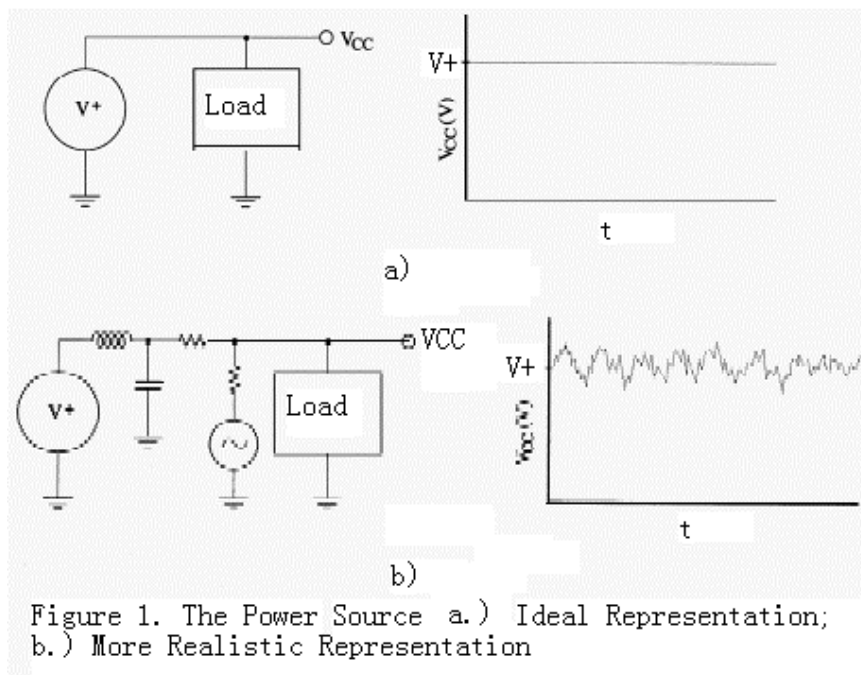 V+
Load
VCC
V+
VCC(V)
t
a)
V+
Load
VCC
V+
VCC(V)
t
b)
Figure 1. The Power Source a.) Ideal Representation;
b.) More Realistic Representation